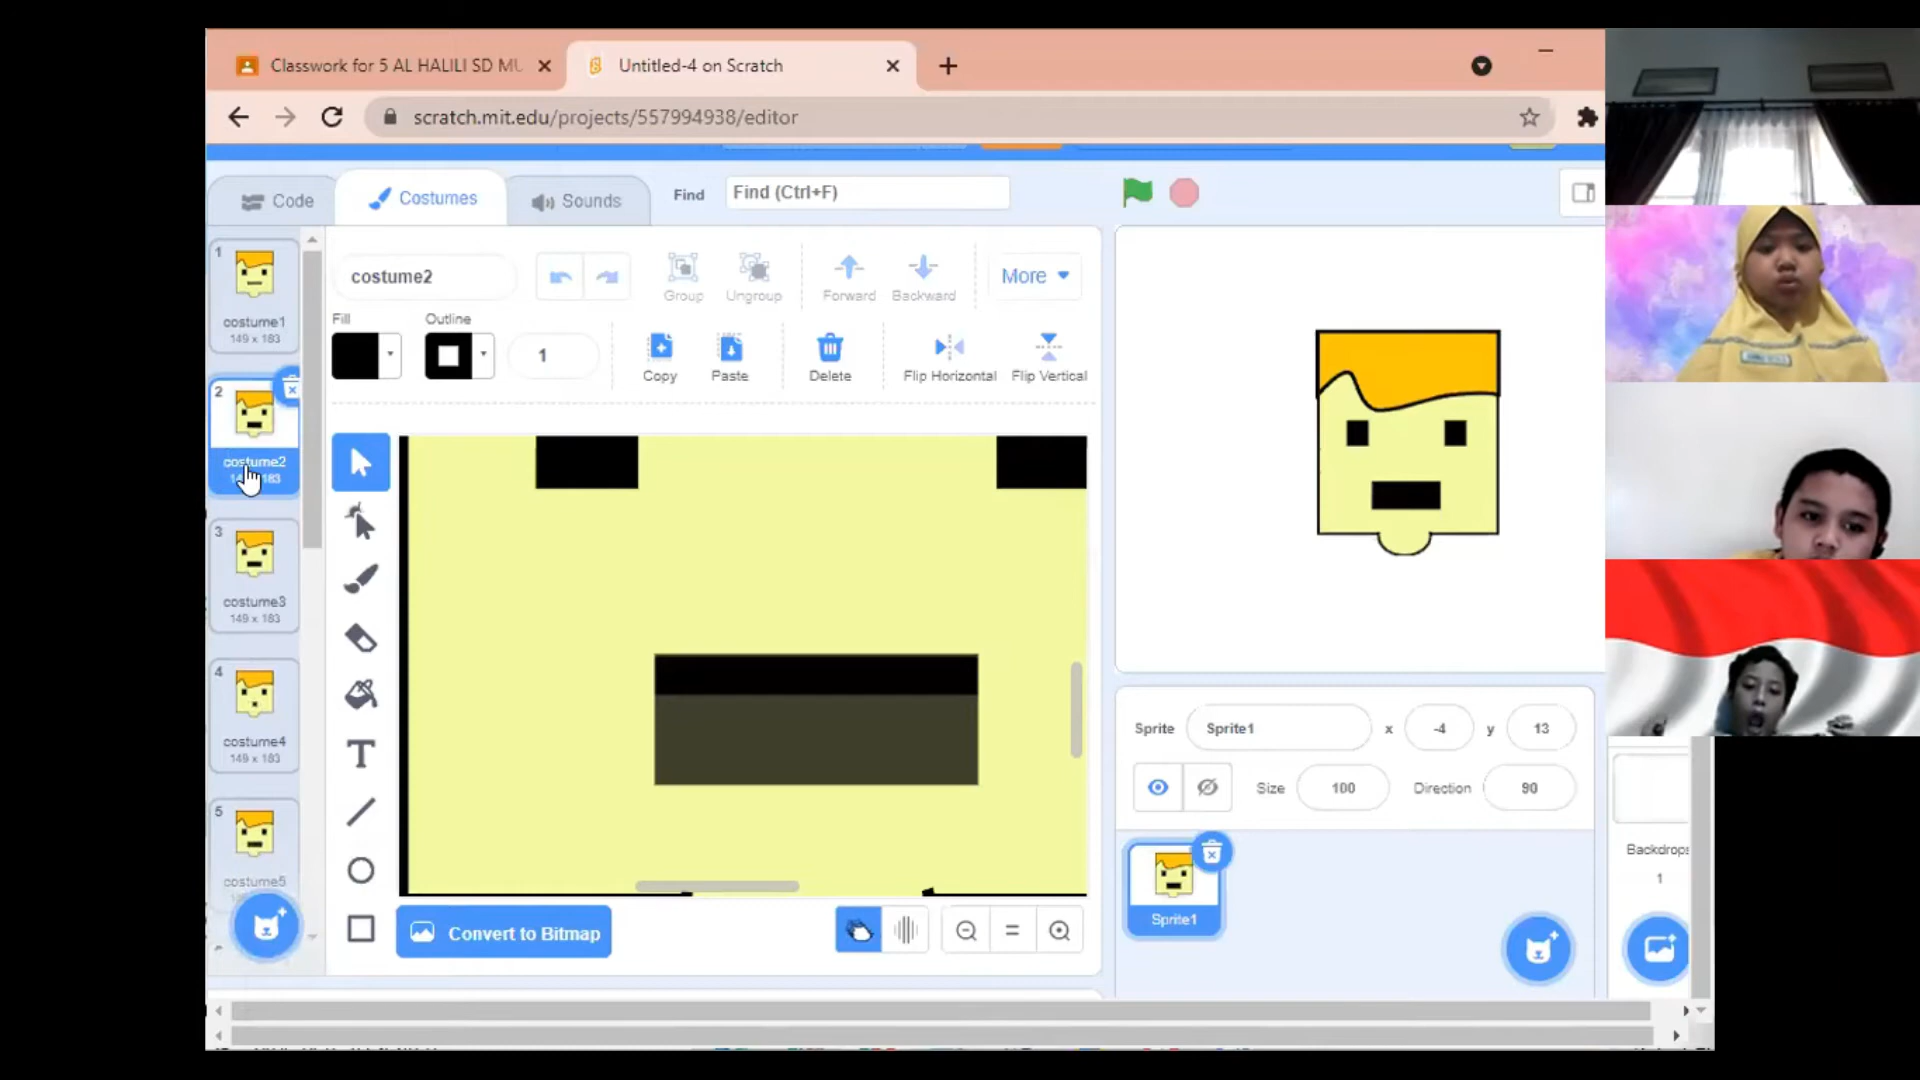 Classwork for 5 AL HALILI SD MU
Untitled-4 on Scratch
scratch.mit.edu/projects/557994938/editor
Code
Costumes
Sounds
Find
Find (Ctrl+F)
1
costume1
149 x 183
2
costume2
3
costume3
149 x 183
4
costume4
149 x 183
5
costume5
costume2
Group
Ungroup
Forward
Backward
More
Fill
Outline
1
Copy
Paste
Delete
Flip Horizontal
Flip Vertical
T
Convert to Bitmap
Sprite
Sprite1
x
-4
y
13
Size
100
Direction
90
Sprite1
Backdrops
1